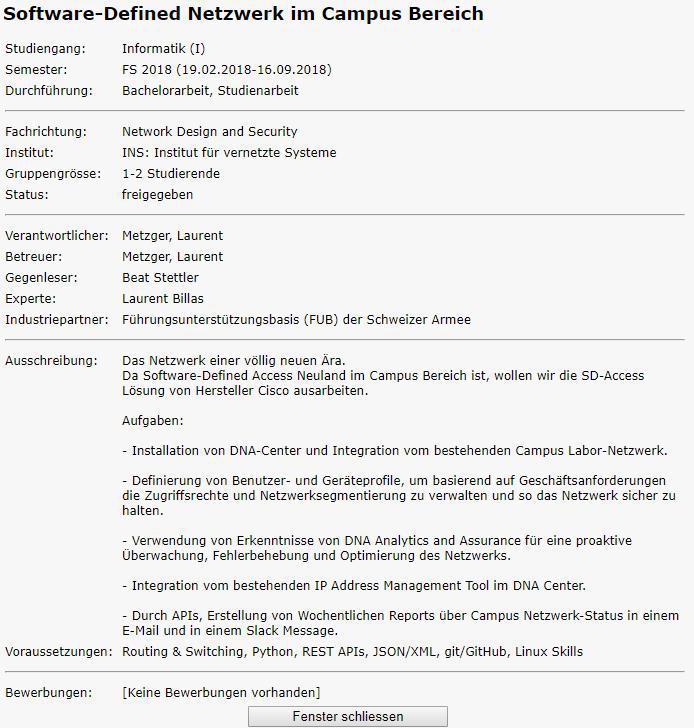 Software-Defined Netzwerk im Campus Bereich
Studiengang: Informatik (I)
Semester: FS 2018 (19.02.2018-16.09.2018)
Durchführung: Bachelorarbeit, Studienarbeit
Fachrichtung: Network Design and Security
Institut: INS: Institut für vernetzte Systeme
Gruppengrösse: 1-2 Studierende
Status: freigegeben
Verantwortlicher: Metzger, Laurent
Betreuer: Metzger, Laurent
Gegenleser: Beat Stettler
Experte: Laurent Billas
Industriepartner: Führungsunterstützungsbasis (FUB) der Schweizer Armee
Ausschreibung: Das Netzwerk einer völlig neuen Ära.
Da Software-Defined Access Neuland im Campus Bereich ist, wollen wir die SD-Access
Lösung von Hersteller Cisco ausarbeiten.
Aufgaben:
- Installation von DNA-Center und Integration vom bestehenden Campus Labor-Netzwerk.
- Definierung von Benutzer- und Geräteprofile, um basierend auf Geschäftsanforderungen
die Zugriffsrechte und Netzwerksegmentierung zu verwalten und so das Netzwerk sicher zu
halten.
- Verwendung von Erkenntnisse von DNA Analytics and Assurance für eine proaktive
Überwachung, Fehlerbehebung und Optimierung des Netzwerks.
- Integration vom bestehenden IP Address Management Tool im DNA Center.
- Durch APIs, Erstellung von Wochentlichen Reports über Campus Netzwerk-Status in einem
E-Mail und in einem Slack Message.
Voraussetzungen: Routing & Switching, Python, REST APIs, JSON/XML, git/GitHub, Linux Skills
Bewerbungen: [Keine Bewerbungen vorhanden]
Fenster schliessen